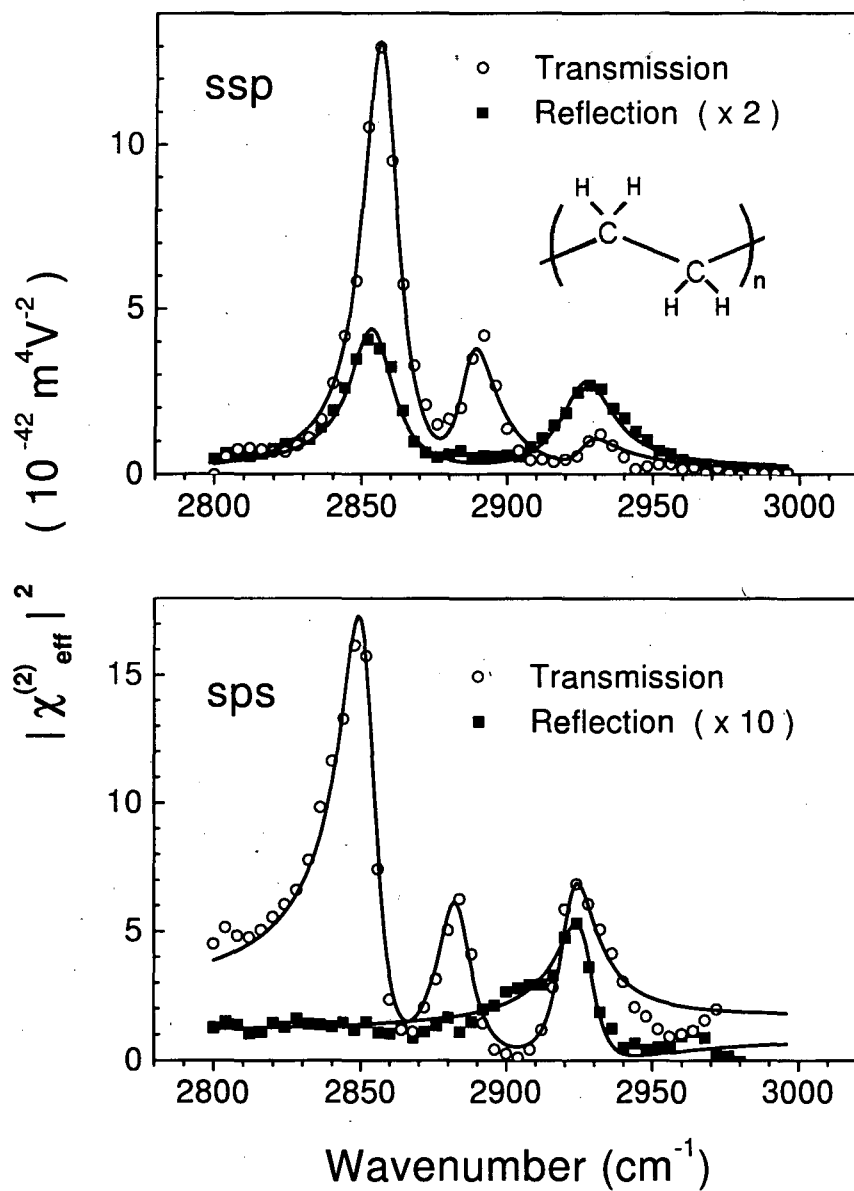 ssp
Transmission
Reflection ( x 2 )
H H
C
C
H H
n
10
5
0
2800 2850 2900 2950 3000
| χ(2)eff | 2 ( 10-42 m4V-2 )
sps
Transmission
Reflection ( x 10 )
15
10
5
0
2800 2850 2900 2950 3000
Wavenumber (cm-1)